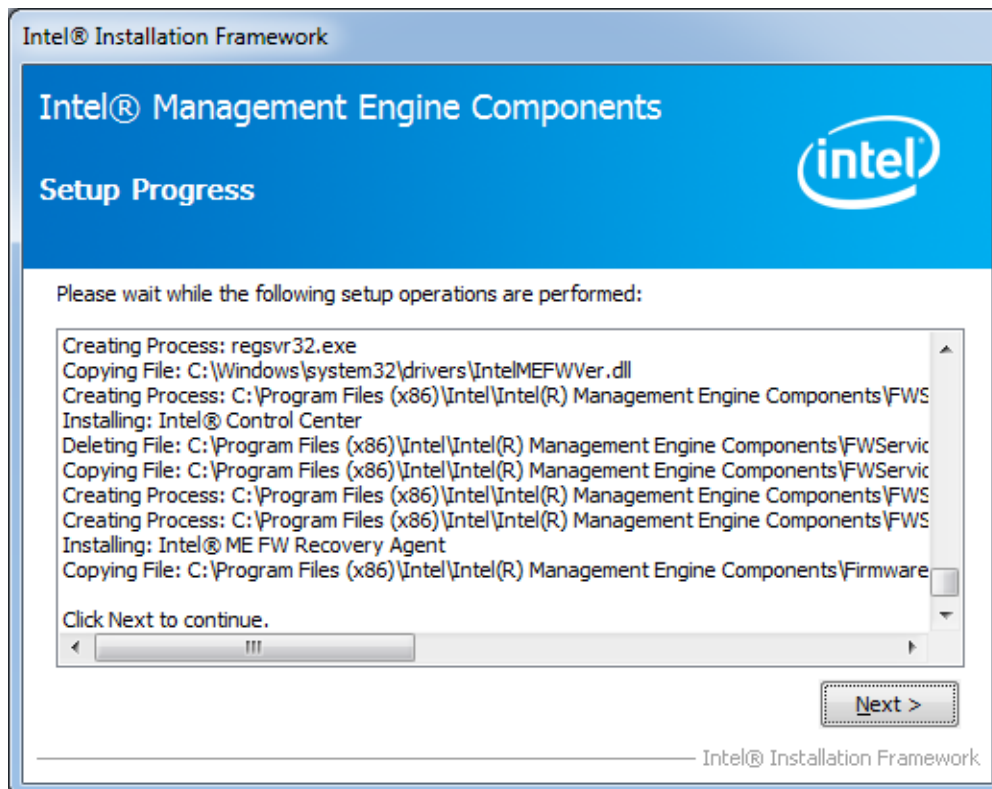 Intel® Installation Framework
Intel® Management Engine Components
intel®
Setup Progress
Please wait while the following setup operations are performed:
Creating Process: regsvr32.exe
Copying File: C:\Windows\system32\drivers\IntelMEFWVer.dll
Creating Process: C:\Program Files (x86)\Intel\Intel(R) Management Engine Components\FWS
Installing: Intel® Control Center
Deleting File: C:\Program Files (x86)\Intel\Intel(R) Management Engine Components\FWServic
Copying File: C:\Program Files (x86)\Intel\Intel(R) Management Engine Components\FWServic
Creating Process: C:\Program Files (x86)\Intel\Intel(R) Management Engine Components\FWS
Creating Process: C:\Program Files (x86)\Intel\Intel(R) Management Engine Components\FWS
Installing: Intel® ME FW Recovery Agent
Copying File: C:\Program Files (x86)\Intel\Intel(R) Management Engine Components\Firmware
Click Next to continue.
Next >
Intel® Installation Framework